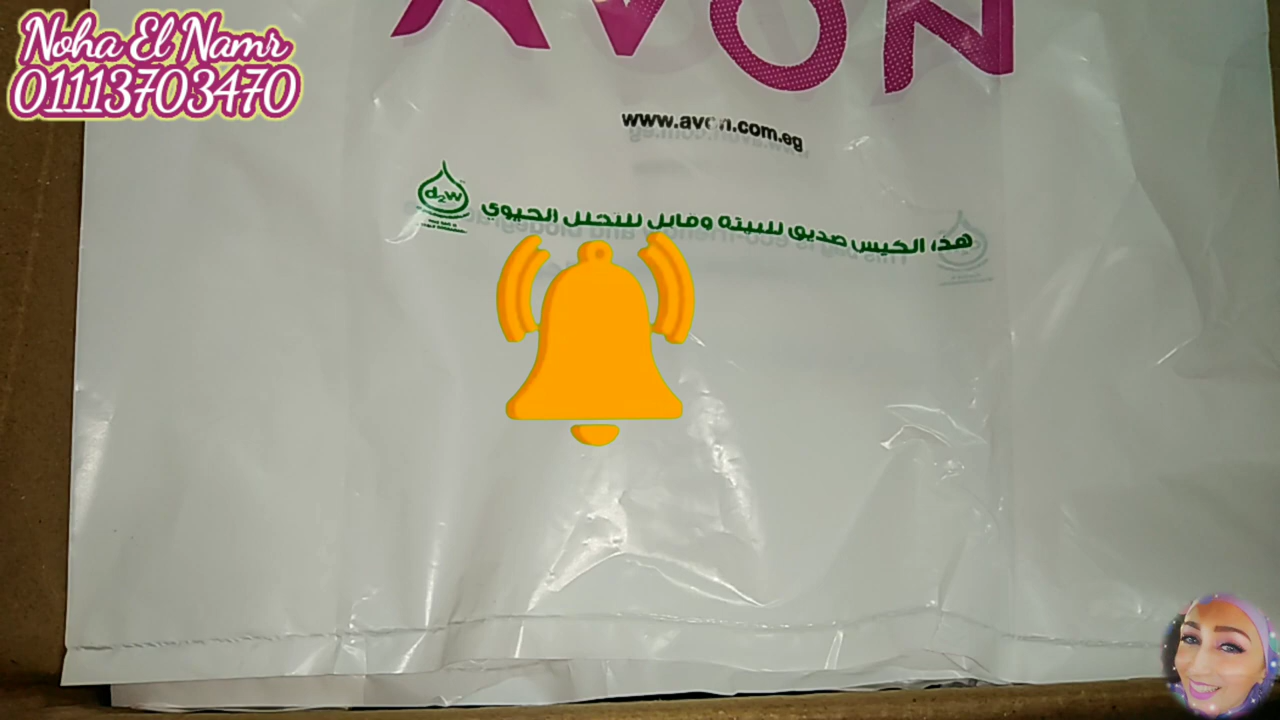 Noha El Namr
01113703470
AVON
www.avon.com.eg
d₂w
هذا الكيس صديق للبيئة وقابل للتحلل الحيوي